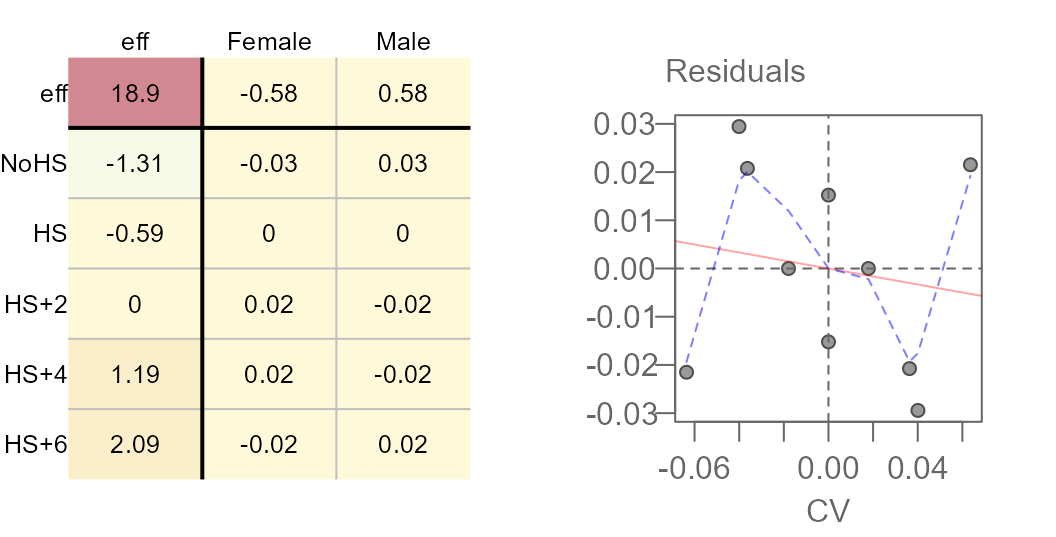 eff Female Male
eff 18.9 -0.58 0.58
NoHS -1.31 -0.03 0.03
HS -0.59 0 0
HS+2 0 0.02 -0.02
HS+4 1.19 0.02 -0.02
HS+6 2.09 -0.02 0.02
Residuals
0.03
0.02
0.01
0.00
-0.01
-0.02
-0.03
-0.06 0.00 0.04
CV